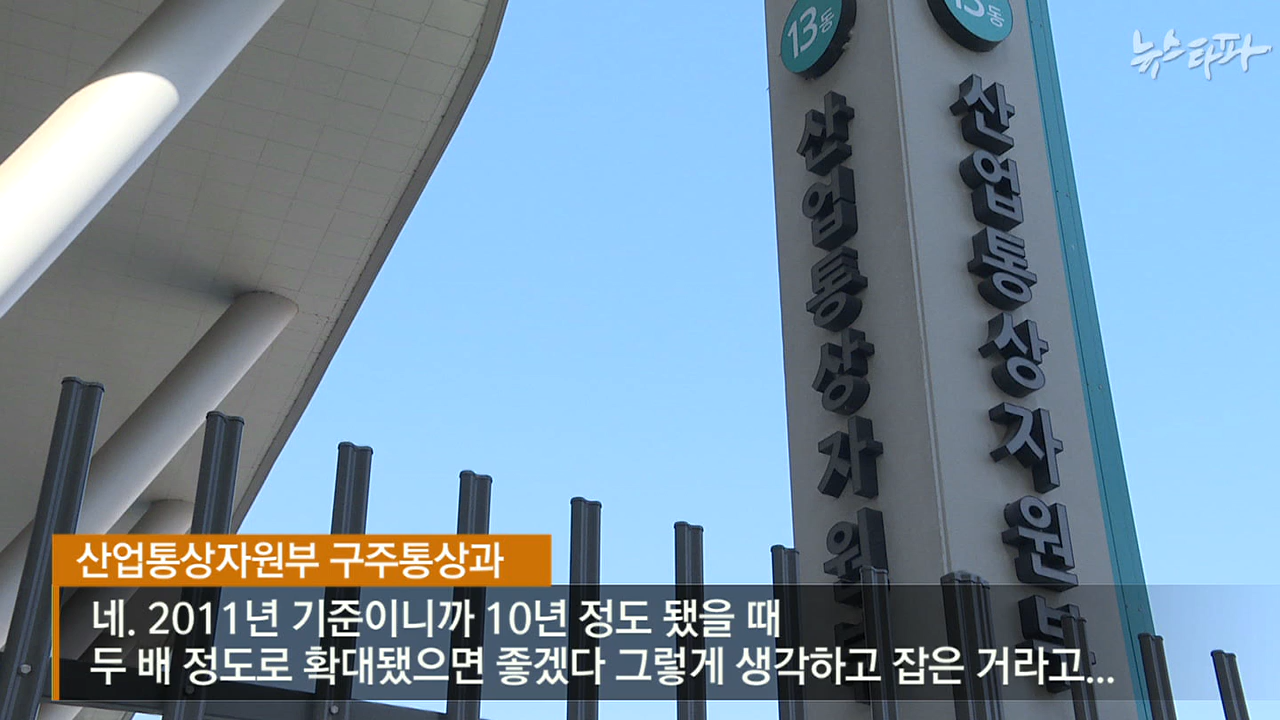 뉴스타파
13동
13동
산업통상자원부
산업통상자원부
산업통상자원부 구주통상과
네. 2011년 기준이니까 10년 정도 됐을 때
두 배 정도로 확대됐으면 좋겠다 그렇게 생각하고 잡은 거라고...